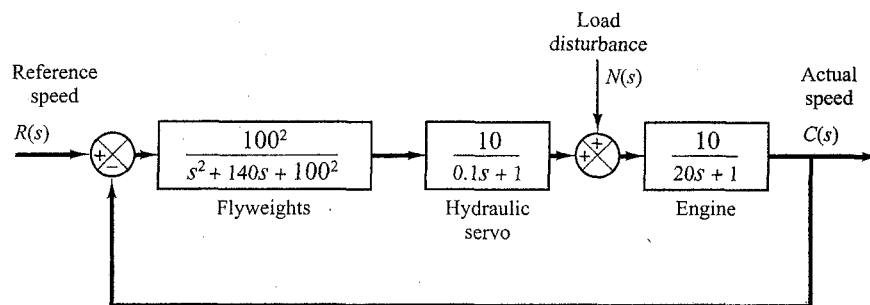 Load
disturbance
N(s)
Reference
speed
R(s)
Actual
speed
C(s)
+
−
100²
s² + 140s + 100²
Flyweights
10
0.1s + 1
Hydraulic
servo
+
+
10
20s + 1
Engine